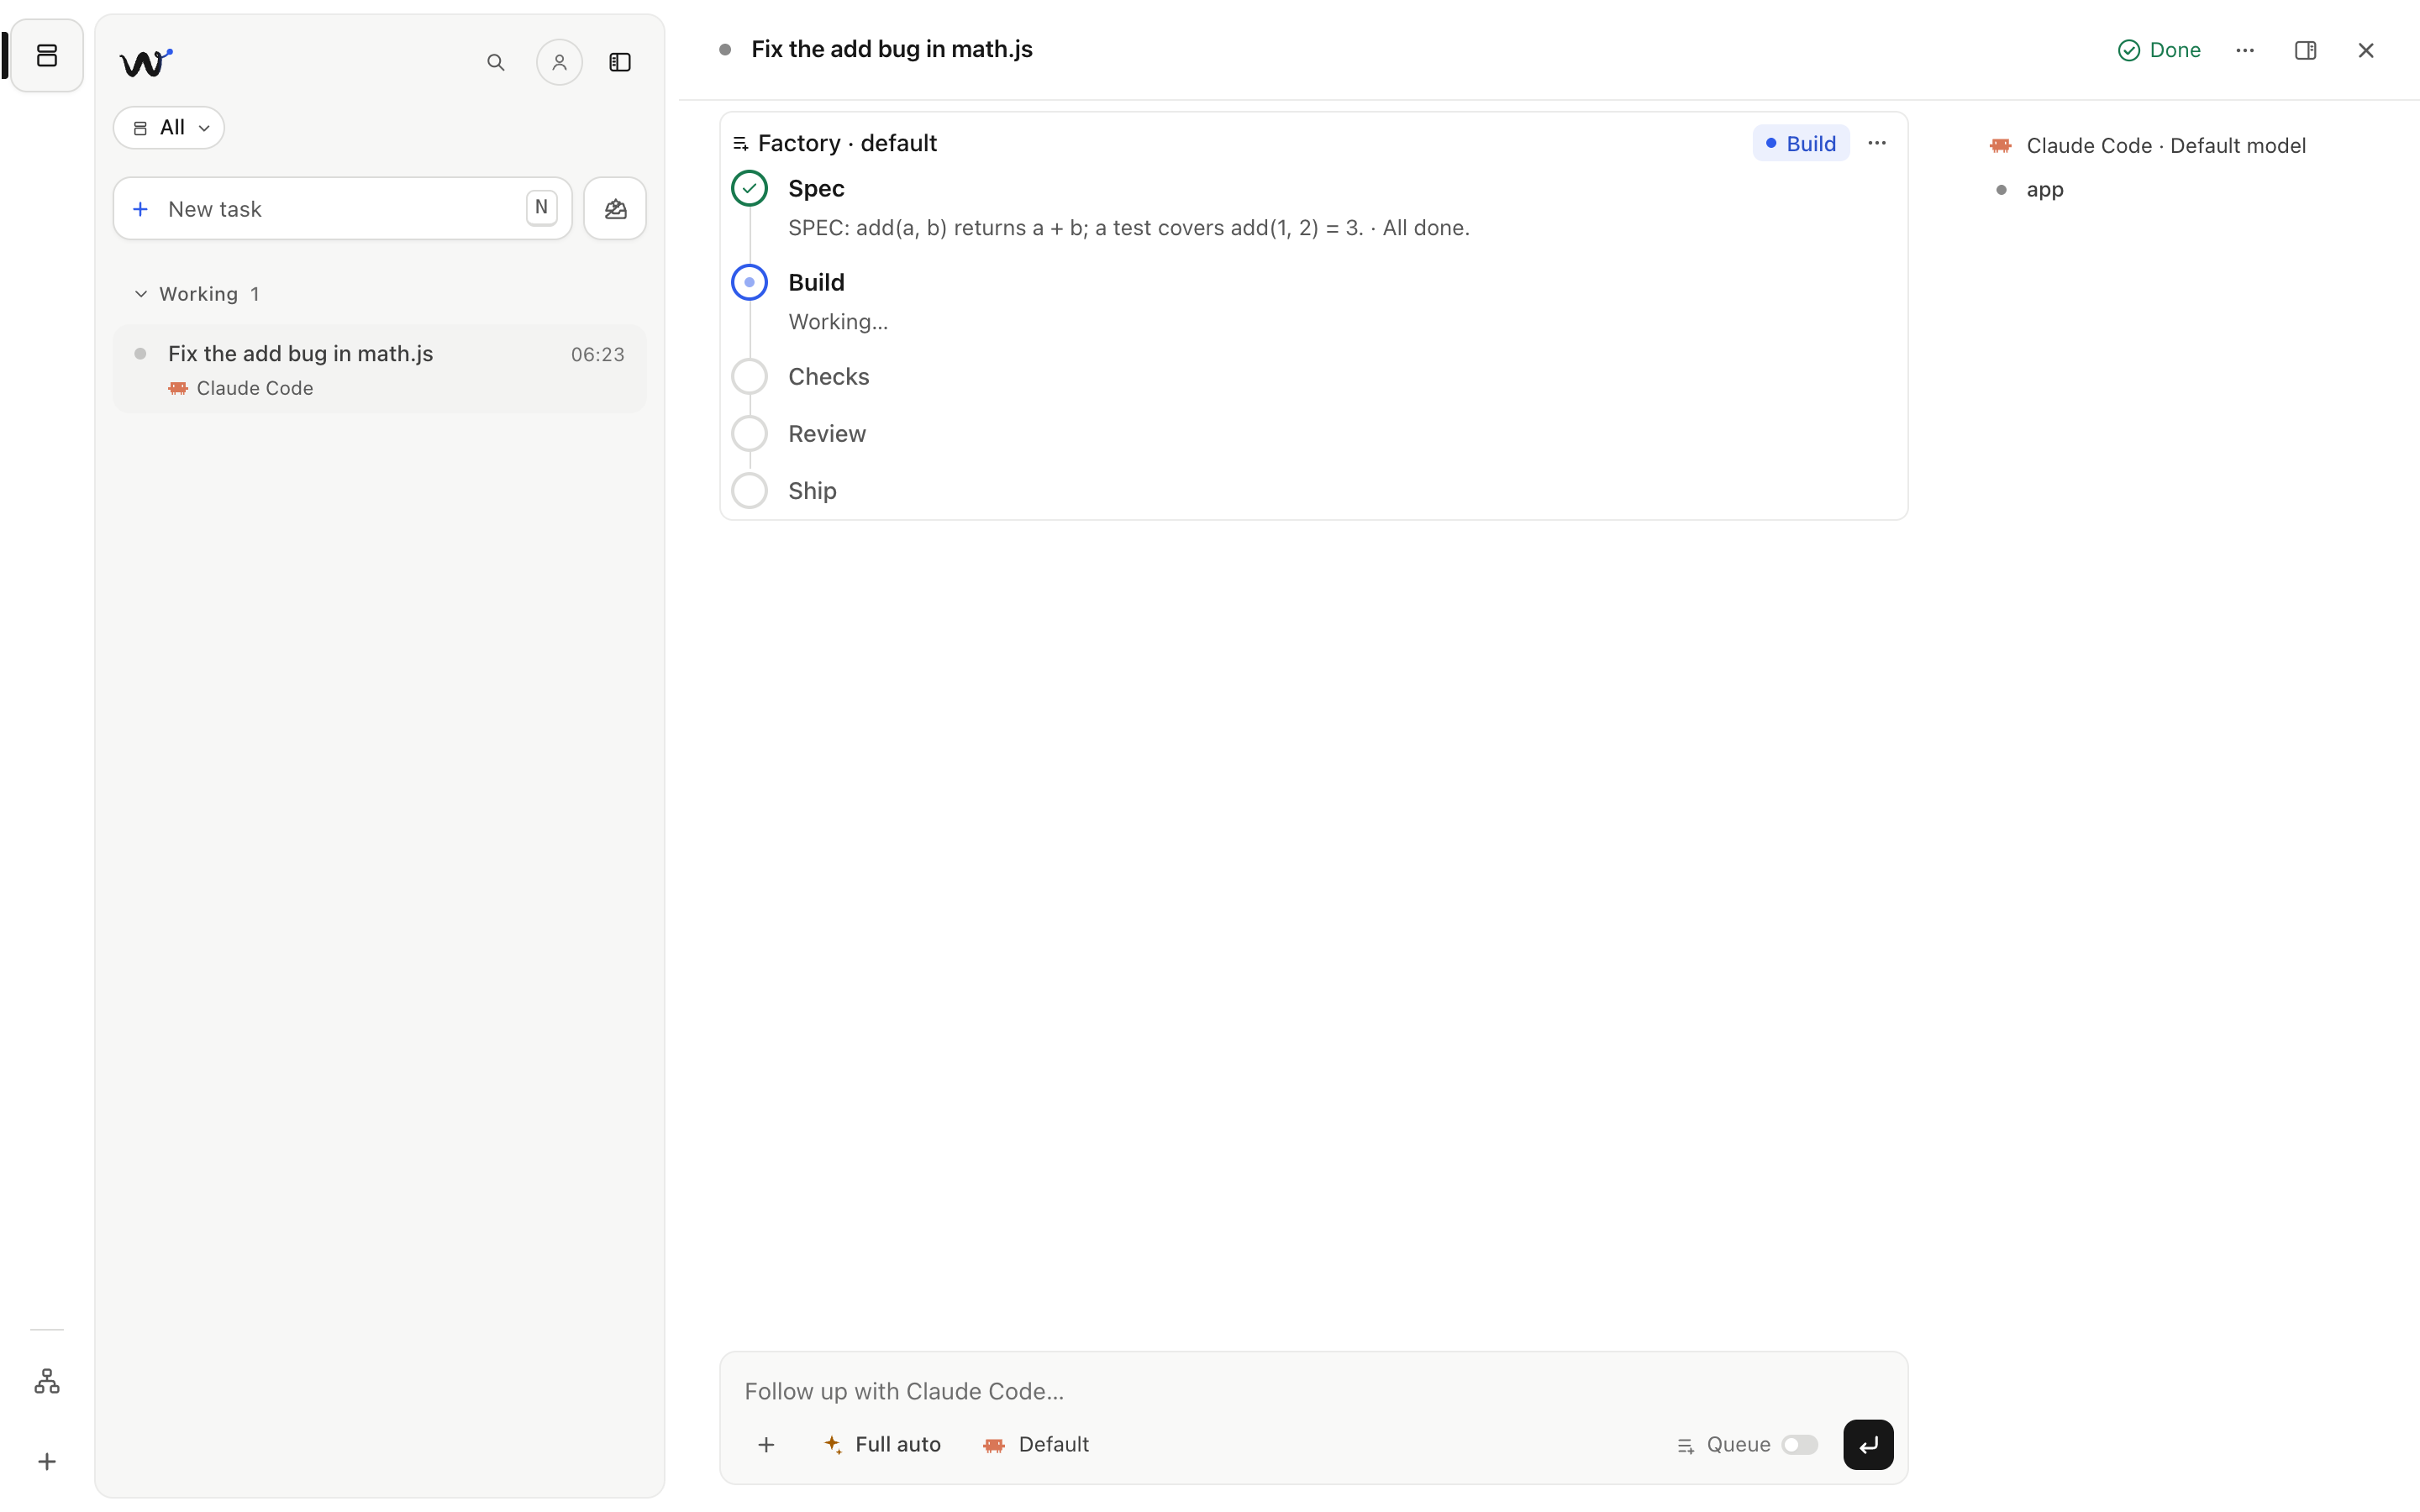 All
New task
N
Working 1
Fix the add bug in math.js
06:23
Claude Code
Fix the add bug in math.js
Done
Factory · default
Build
Spec
SPEC: add(a, b) returns a + b; a test covers add(1, 2) = 3. · All done.
Build
Working...
Checks
Review
Ship
Claude Code · Default model
app
Follow up with Claude Code...
Full auto
Default
Queue